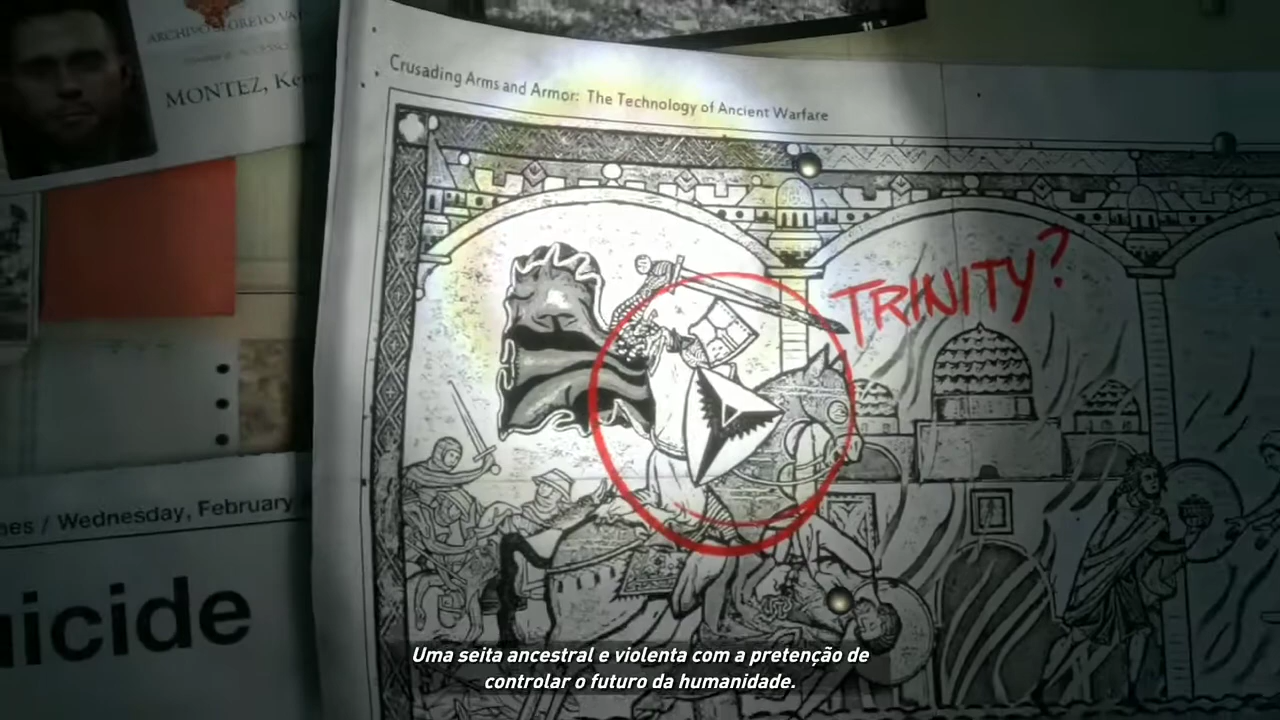 ARCHIVO SEGRETO VA
MONTEZ, Ke
Crusading Arms and Armor: The Technology of Ancient Warfare
TRINITY?
nes / Wednesday, February
uicide
Uma seita ancestral e violenta com a pretenção de
controlar o futuro da humanidade.